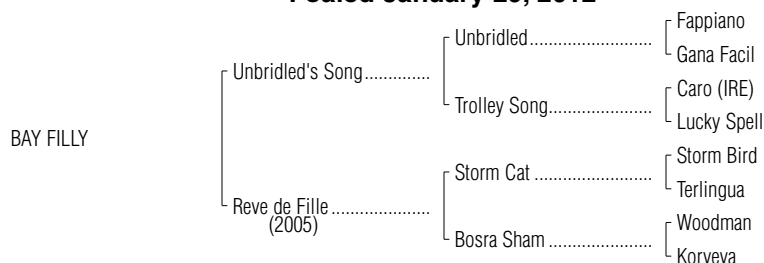 Foaled January 2012
Fappiano
Unbridled
Gana Facil
Unbridled's Song
Caro (IRE)
Trolley Song
Lucky Spell
BAY FILLY
Storm Bird
Storm Cat
Terlingua
Reve de Fille
(2005)
Woodman
Bosra Sham
Korveya